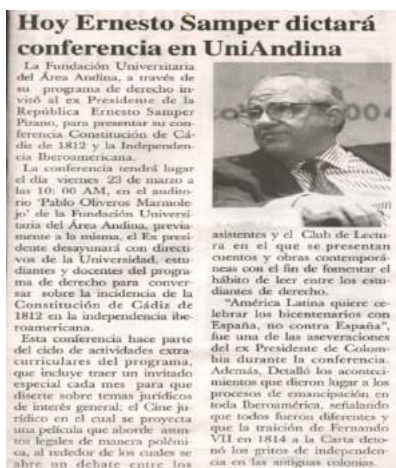 Hoy Ernesto Samper dictará
conferencia en UniAndina
La Fundación Universitaria
del Área Andina, a través de
su programa de derecho in-
vitó al ex Presidente de la
República Ernesto Samper
Pizano, para presentar su con-
ferencia Constitución de Cá-
diz de 1812 y la Independen-
cia Iberoamericana.
La conferencia tendrá lugar
el día viernes 23 de marzo a
las 10: 00 AM, en el audito-
rio 'Pablo Oliveros Marmole-
jo' de la Fundación Universi-
taria del Área Andina, previa-
mente a la misma, el Ex presi-
dente desayunará con directi-
vos de la Universidad, estu-
diantes y docentes del progra-
ma de derecho para conver-
sar sobre la incidencia de la
Constitución de Cádiz de
1812 en la independencia ibe-
roamericana.
Esta conferencia hace parte
del ciclo de actividades extra-
curriculares del programa,
que incluye traer un invitado
especial cada mes para que
diserte sobre temas jurídicos
de interés general; el Cine ju-
rídico en el cual se proyecta
una película que aborde asun-
tos legales de manera polémi-
ca, al rededor de los cuales se
abre un debate entre los
asistentes y el Club de Lectu-
ra en el que se presentan
cuentos y obras contemporá-
neas con el fin de fomentar el
hábito de leer entre los estu-
diantes de derecho.
"América Latina quiere ce-
lebrar los bicentenarios con
España, no contra España",
fue una de las aseveraciones
del ex Presidente de Colom-
bia durante la conferencia.
Además, Detalló los aconteci-
mientos que dieron lugar a los
procesos de emancipación en
toda Iberoamérica, señalando
que todos fueron diferentes y
que la traición de Fernando
VII en 1814 a la Carta deto-
nó los gritos de independen-
cia en las antiguas colonias.